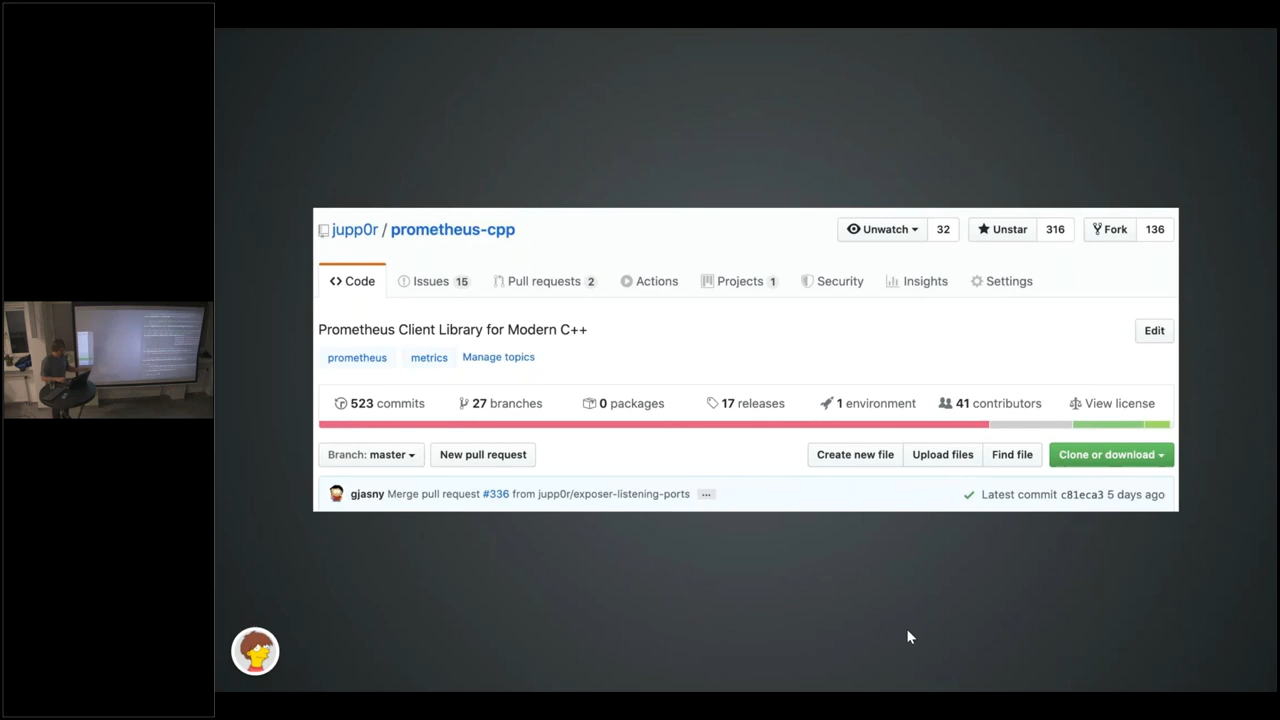 jupp0r / prometheus-cpp Unwatch 32 Unstar 316 Fork 136
Code Issues 15 Pull requests 2 Actions Projects 1 Security Insights Settings
Prometheus Client Library for Modern C++ Edit
prometheus metrics Manage topics
523 commits 27 branches 0 packages 17 releases 1 environment 41 contributors View license
Branch: master New pull request Create new file Upload files Find file Clone or download
gjasny Merge pull request #336 from jupp0r/exposer-listening-ports ... Latest commit c81eca3 5 days ago